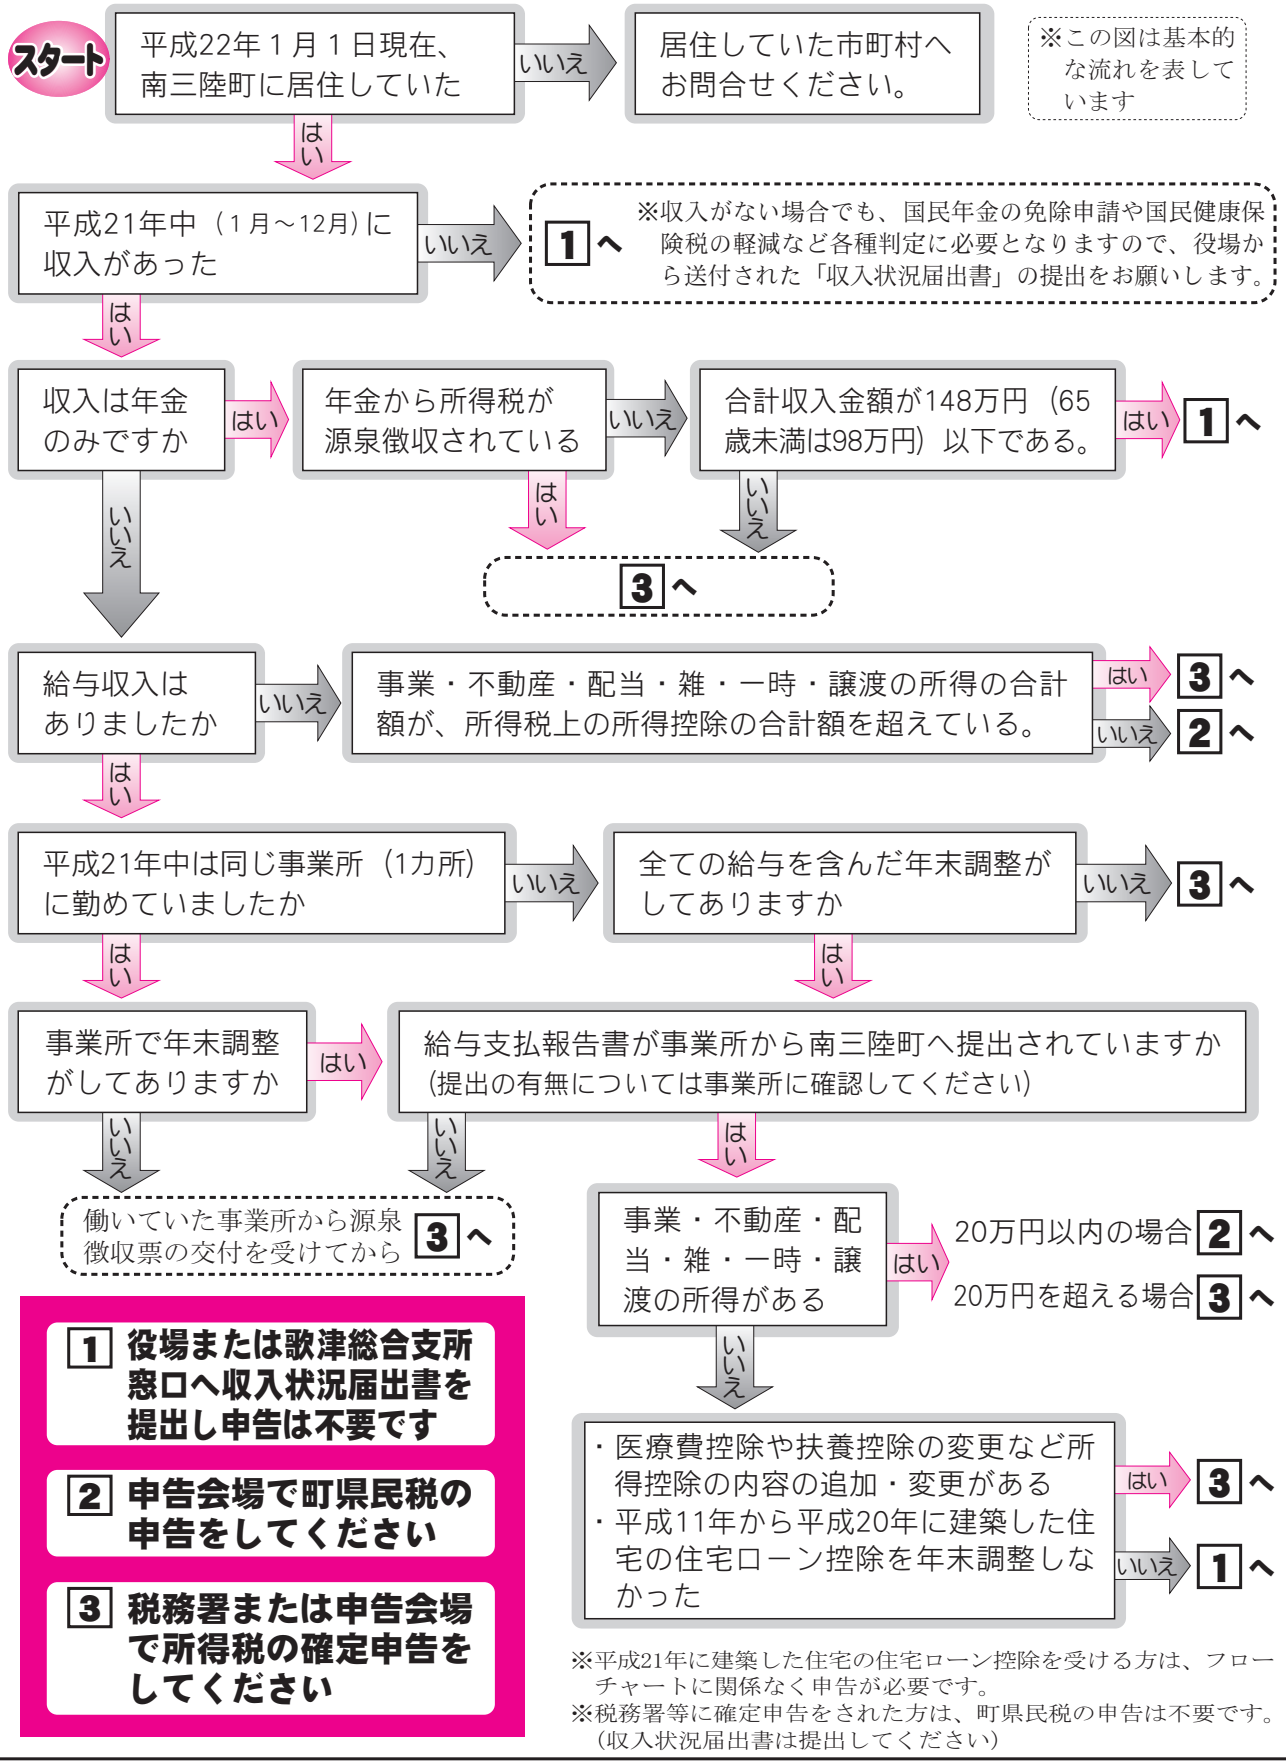 スタート
平成22年1月1日現在、
南三陸町に居住していた
いいえ
居住していた市町村へ
お問合せください。
※この図は基本的
な流れを表して
います
はい
平成21年中（1月～12月）に
収入があった
いいえ
1へ
※収入がない場合でも、国民年金の免除申請や国民健康保
険税の軽減など各種判定に必要となりますので、役場か
ら送付された「収入状況届出書」の提出をお願いします。
はい
収入は年金
のみですか
はい
年金から所得税が
源泉徴収されている
いいえ
合計収入金額が148万円（65
歳未満は98万円）以下である。
はい
1へ
いいえ
はい
いいえ
3へ
給与収入は
ありましたか
いいえ
事業・不動産・配当・雑・一時・譲渡の所得の合計
額が、所得税上の所得控除の合計額を超えている。
はい
3へ
いいえ
2へ
はい
平成21年中は同じ事業所（1カ所）
に勤めていましたか
いいえ
全ての給与を含んだ年末調整が
してありますか
いいえ
3へ
はい
はい
事業所で年末調整
がしてありますか
はい
給与支払報告書が事業所から南三陸町へ提出されていますか
（提出の有無については事業所に確認してください）
いいえ
いいえ
はい
働いていた事業所から源泉
徴収票の交付を受けてから
3へ
事業・不動産・配
当・雑・一時・譲
渡の所得がある
はい
20万円以内の場合2へ
20万円を超える場合3へ
いいえ
・医療費控除や扶養控除の変更など所
得控除の内容の追加・変更がある
・平成11年から平成20年に建築した住
宅の住宅ローン控除を年末調整しな
かった
はい
3へ
いいえ
1へ
1 役場または歌津総合支所
窓口へ収入状況届出書を
提出し申告は不要です
2 申告会場で町県民税の
申告をしてください
3 税務署または申告会場
で所得税の確定申告を
してください
※平成21年に建築した住宅の住宅ローン控除を受ける方は、フロー
チャートに関係なく申告が必要です。
※税務署等に確定申告をされた方は、町県民税の申告は不要です。
（収入状況届出書は提出してください）